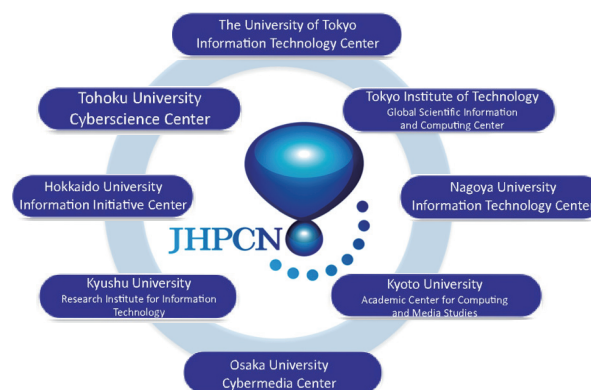 The University of Tokyo
Information Technology Center
Tohoku University
Cyberscience Center
Tokyo Institute of Technology
Global Scientific Information
and Computing Center
Hokkaido University
Information Initiative Center
Nagoya University
Information Technology Center
JHPCN
Kyushu University
Research Institute for Information
Technology
Kyoto University
Academic Center for Computing
and Media Studies
Osaka University
Cybermedia Center